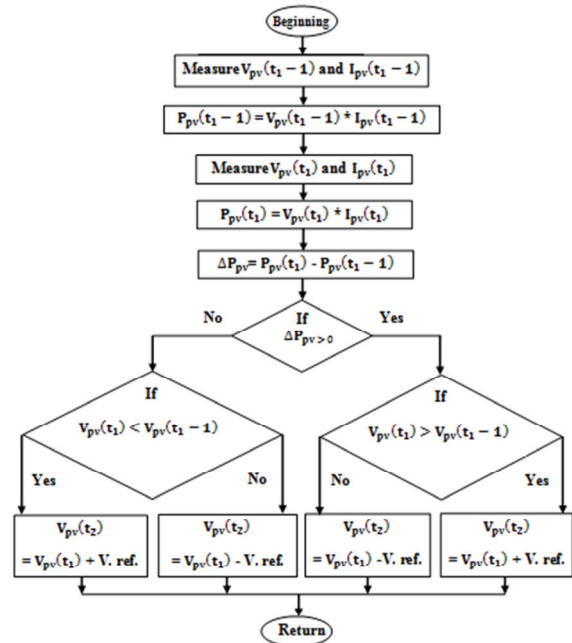 Beginning
Measure Vₚᵥ(t₁ − 1) and Iₚᵥ(t₁ − 1)
Pₚᵥ(t₁ − 1) = Vₚᵥ(t₁ − 1) * Iₚᵥ(t₁ − 1)
Measure Vₚᵥ(t₁) and Iₚᵥ(t₁)
Pₚᵥ(t₁) = Vₚᵥ(t₁) * Iₚᵥ(t₁)
ΔPₚᵥ= Pₚᵥ(t₁) - Pₚᵥ(t₁ − 1)
No
If
ΔPₚᵥ > ₀
Yes
If
Vₚᵥ(t₁) < Vₚᵥ(t₁ − 1)
If
Vₚᵥ(t₁) > Vₚᵥ(t₁ − 1)
Yes
No
No
Yes
Vₚᵥ(t₂)
= Vₚᵥ(t₁) + V. ref.
Vₚᵥ(t₂)
= Vₚᵥ(t₁) - V. ref.
Vₚᵥ(t₂)
= Vₚᵥ(t₁) -V. ref.
Vₚᵥ(t₂)
= Vₚᵥ(t₁) + V. ref.
Return